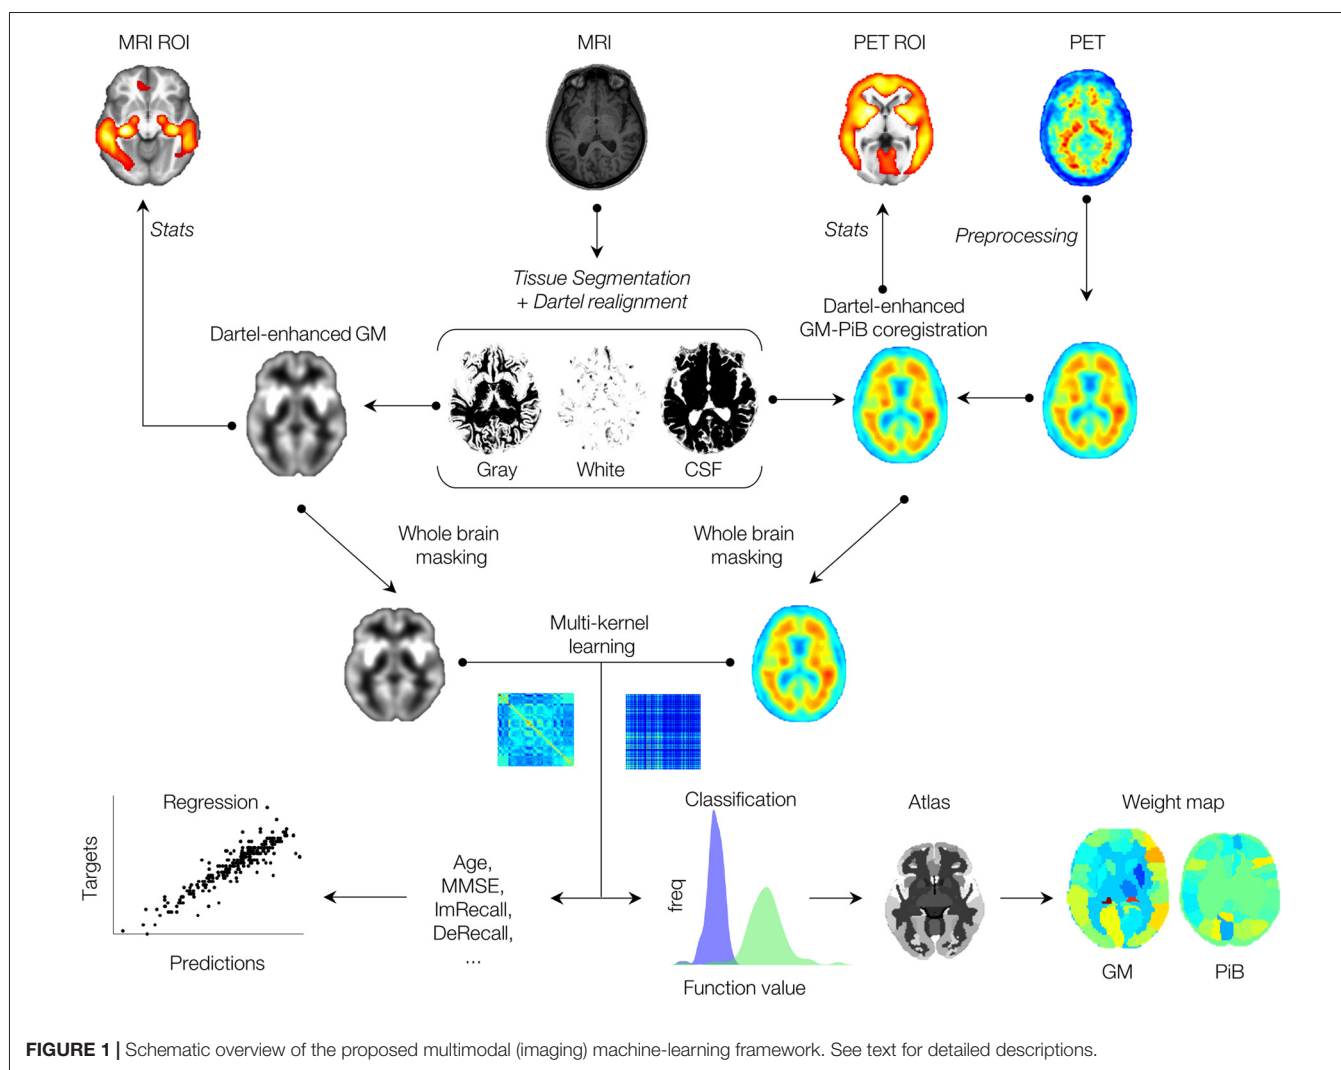 MRI ROI
MRI
PET ROI
PET
Stats
Stats
Preprocessing
Tissue Segmentation
+ Dartel realignment
Dartel-enhanced GM
Dartel-enhanced
GM-PiB coregistration
Gray
White
CSF
Whole brain
masking
Whole brain
masking
Multi-kernel
learning
Regression
Targets
Predictions
Age,
MMSE,
ImRecall,
DeRecall,
...
Classification
freq
Function value
Atlas
Weight map
GM
PiB
FIGURE 1 | Schematic overview of the proposed multimodal (imaging) machine-learning framework. See text for detailed descriptions.